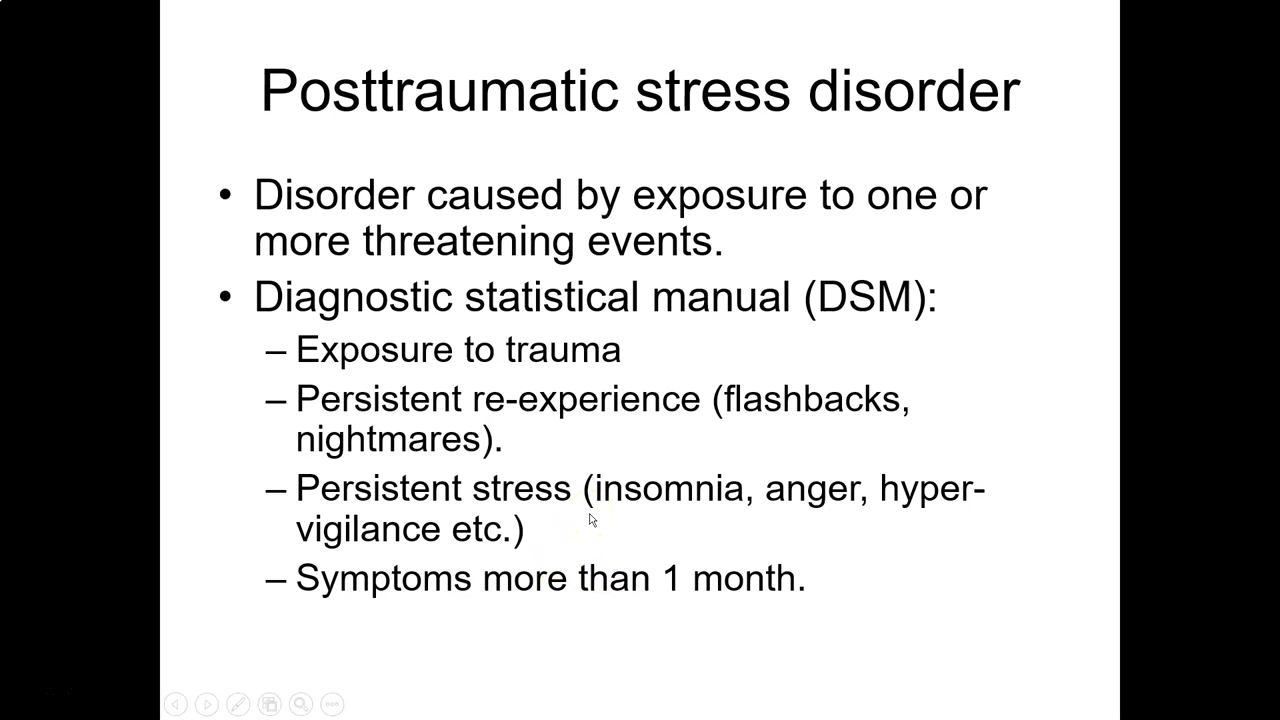 Posttraumatic stress disorder
• Disorder caused by exposure to one or
more threatening events.
• Diagnostic statistical manual (DSM):
– Exposure to trauma
– Persistent re-experience (flashbacks,
nightmares).
– Persistent stress (insomnia, anger, hyper-
vigilance etc.)
– Symptoms more than 1 month.